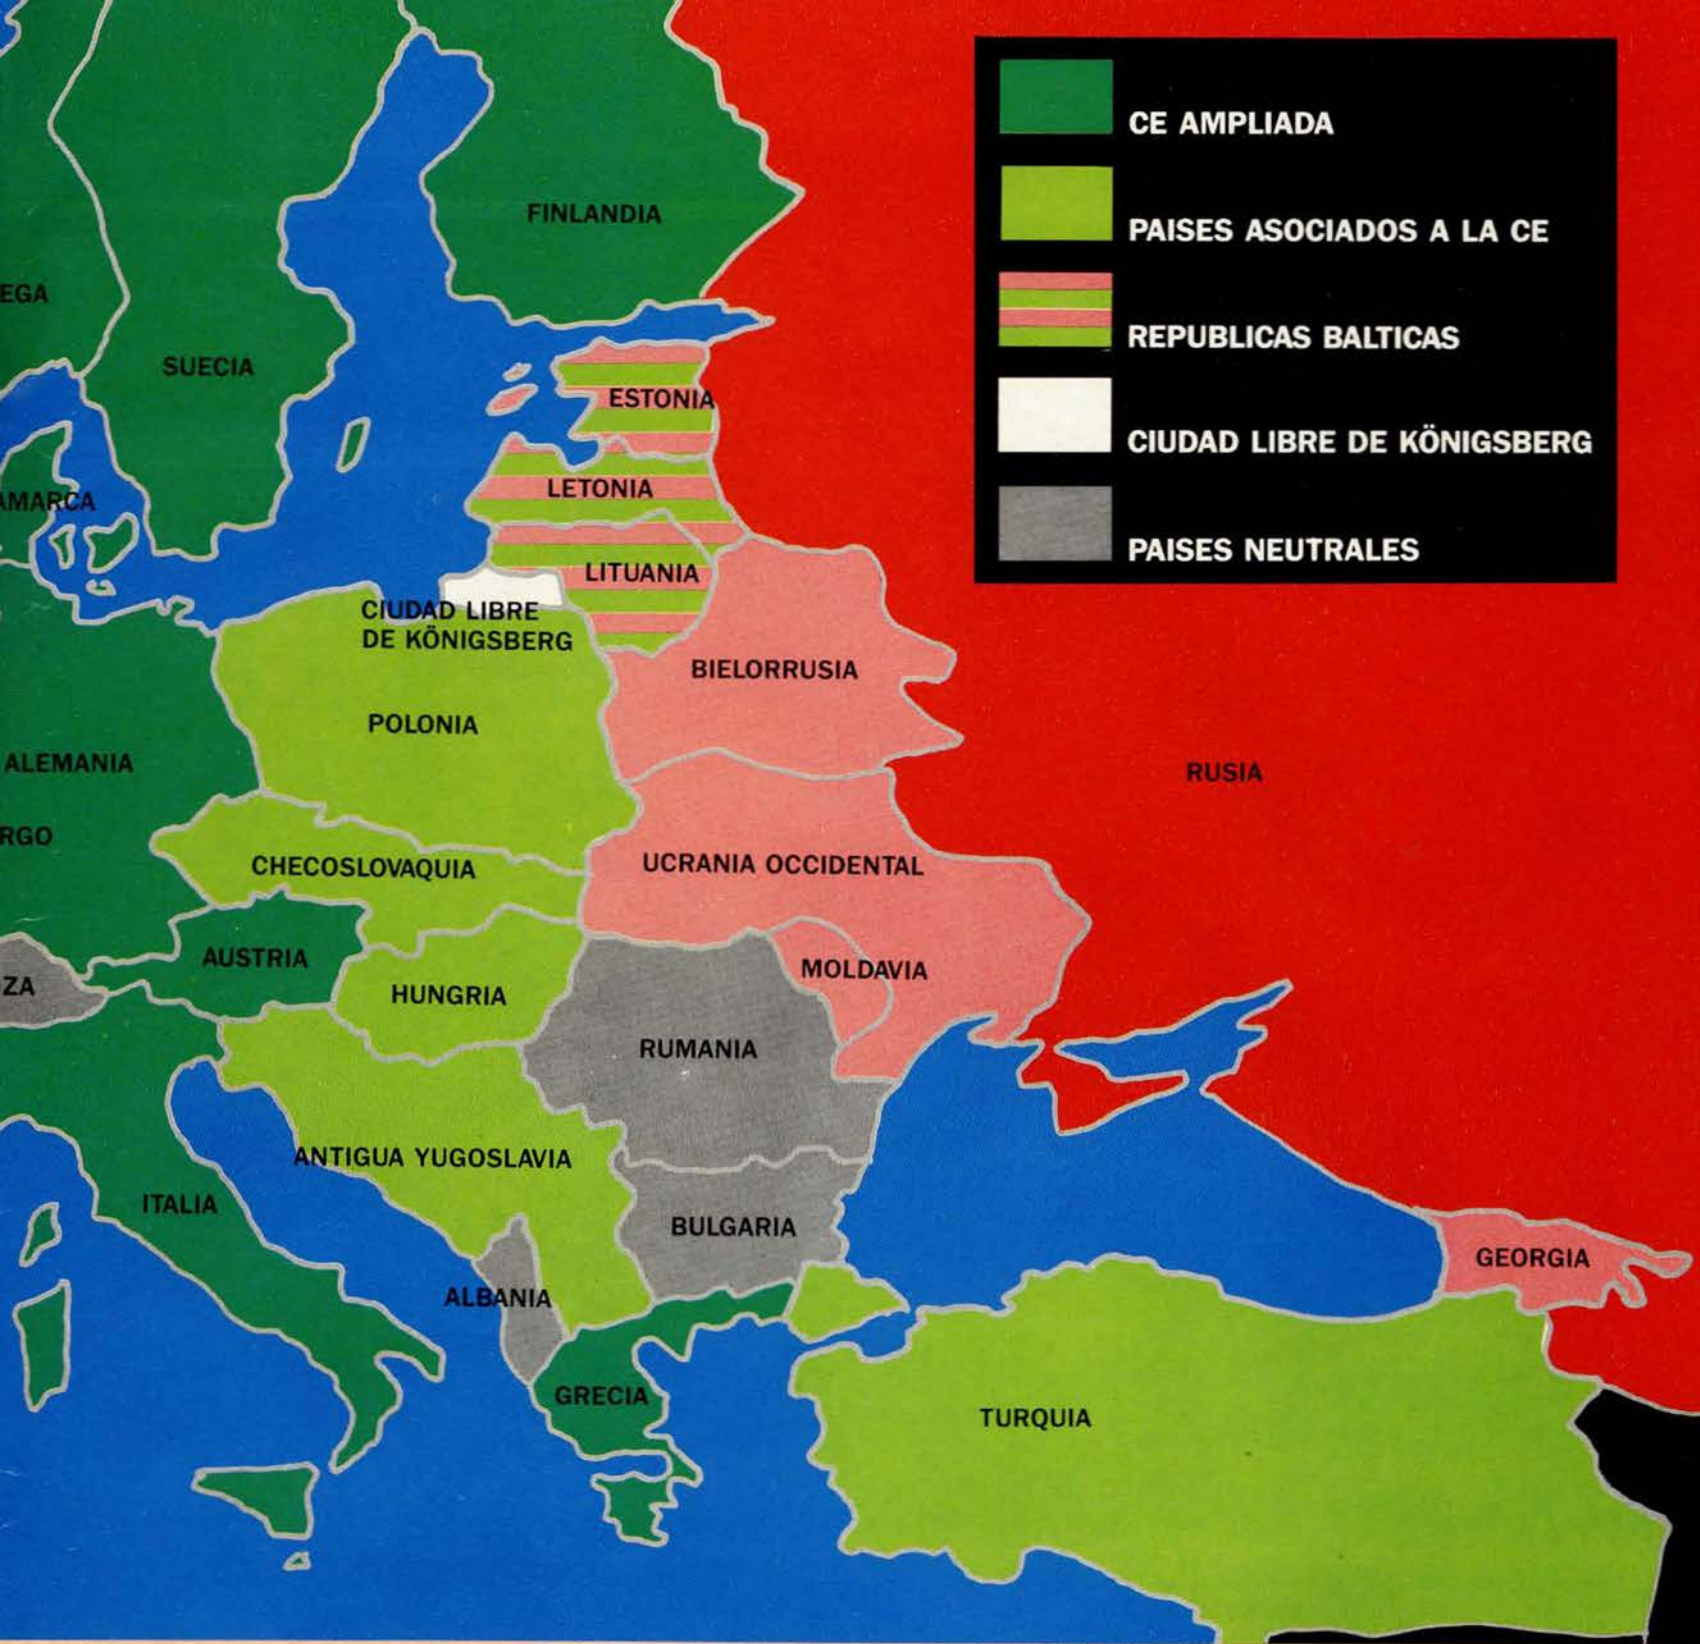 CE AMPLIADA
PAISES ASOCIADOS A LA CE
REPUBLICAS BALTICAS
CIUDAD LIBRE DE KÖNIGSBERG
PAISES NEUTRALES
FINLANDIA
EGA
SUECIA
ESTONIA
LETONIA
AMARCA
LITUANIA
CIUDAD LIBRE
DE KÖNIGSBERG
BIELORRUSIA
POLONIA
ALEMANIA
RUSIA
RGO
CHECOSLOVAQUIA
UCRANIA OCCIDENTAL
AUSTRIA
MOLDAVIA
ZA
HUNGRIA
RUMANIA
ANTIGUA YUGOSLAVIA
ITALIA
BULGARIA
GEORGIA
ALBANIA
GRECIA
TURQUIA